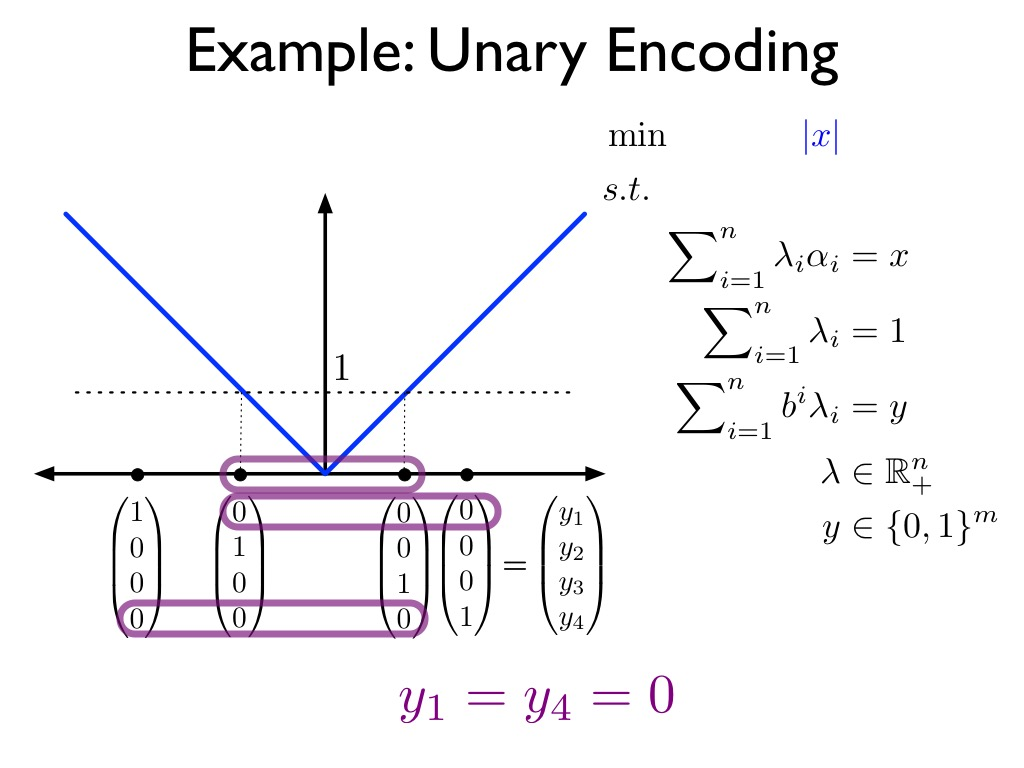 Example: Unary Encoding
min |x|
s.t.
∑_{i=1}^{n} λ_i α_i = x
∑_{i=1}^{n} λ_i = 1
∑_{i=1}^{n} b^i λ_i = y
λ ∈ ℝ_+^n
y ∈ {0, 1}^m
1
1 0 0 0 y_1
0 1 0 0 y_2
=
0 0 1 0 y_3
0 0 0 1 y_4
y_1 = y_4 = 0